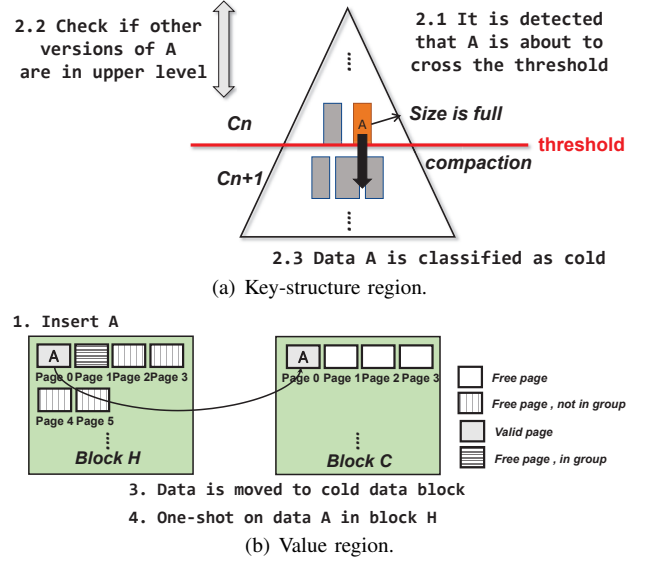 2.2 Check if other
versions of A
are in upper level
2.1 It is detected
that A is about to
cross the threshold
Cn
A
Size is full
threshold
Cn+1
compaction
2.3 Data A is classified as cold
(a) Key-structure region.
1. Insert A
A
Page 0 Page 1 Page 2 Page 3
Page 4 Page 5
Block H
A
Page 0 Page 1 Page 2 Page 3
Block C
Free page
Free page , not in group
Valid page
Free page , in group
3. Data is moved to cold data block
4. One-shot on data A in block H
(b) Value region.